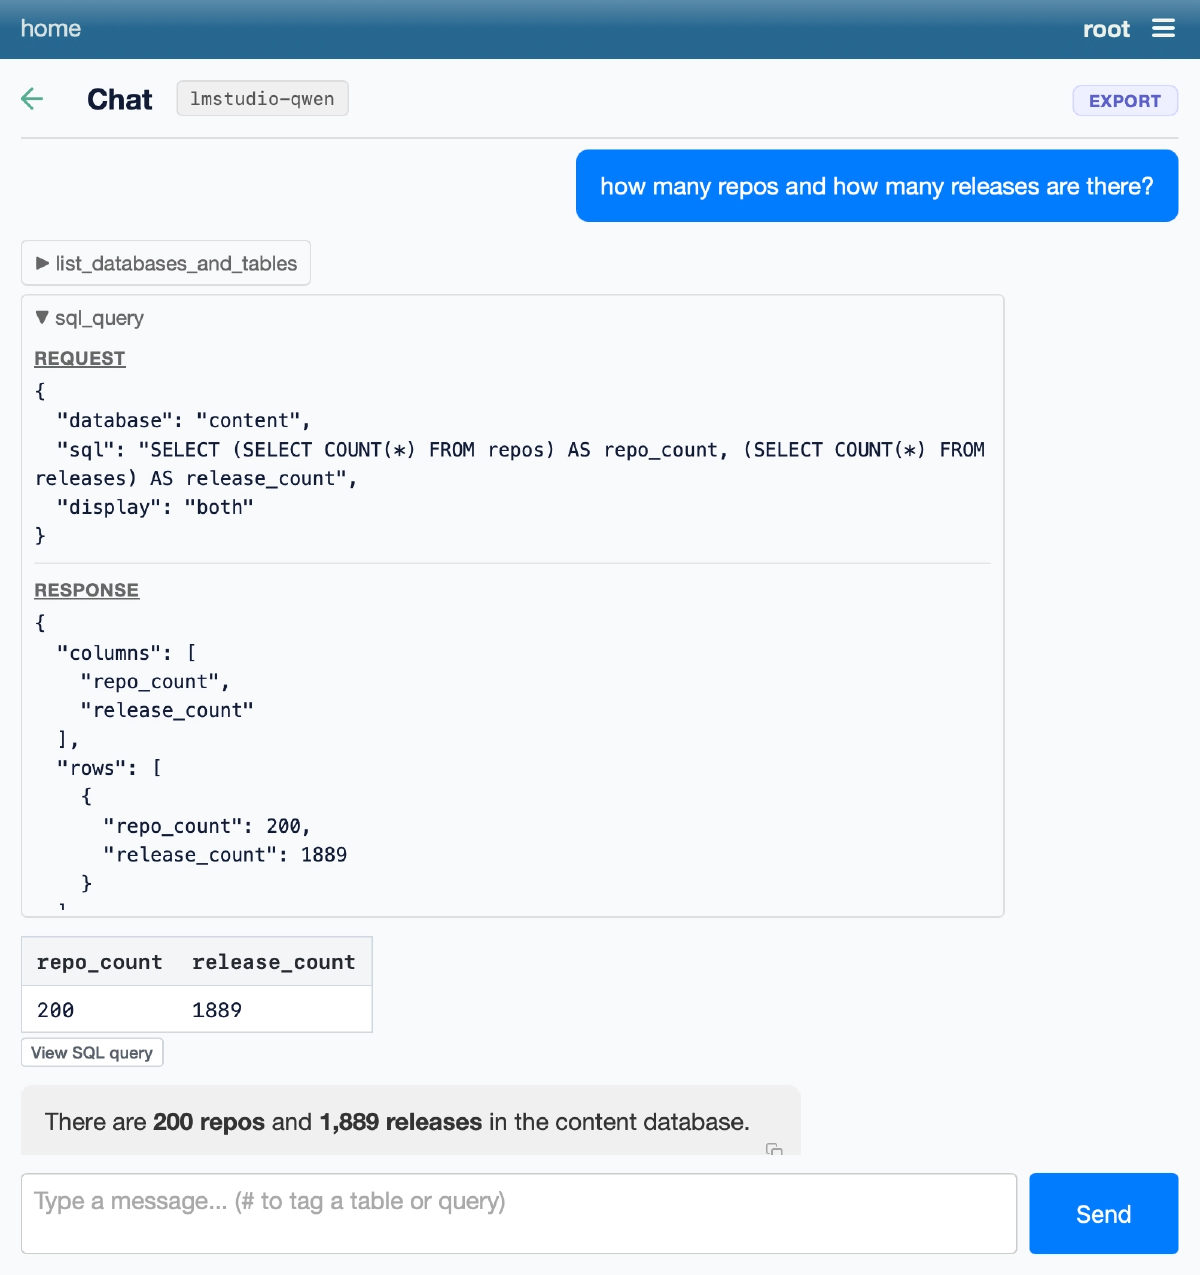 home
root
Chat
lmstudio-qwen
EXPORT
how many repos and how many releases are there?
▶ list_databases_and_tables
▼ sql_query
REQUEST
{
  "database": "content",
  "sql": "SELECT (SELECT COUNT(*) FROM repos) AS repo_count, (SELECT COUNT(*) FROM
releases) AS release_count",
  "display": "both"
}
RESPONSE
{
  "columns": [
    "repo_count",
    "release_count"
  ],
  "rows": [
    {
      "repo_count": 200,
      "release_count": 1889
    }
  ]
repo_count release_count
200 1889
View SQL query
There are 200 repos and 1,889 releases in the content database.
Type a message... (# to tag a table or query)
Send